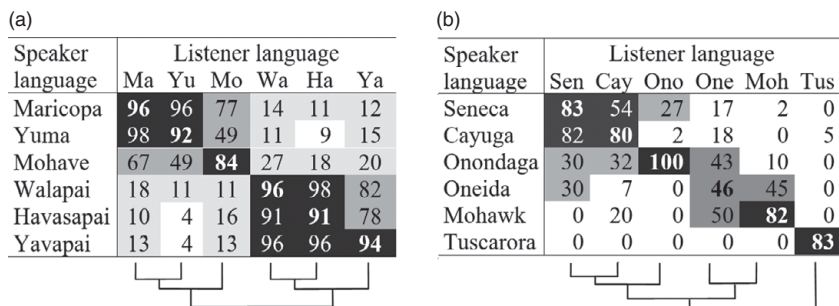 (a)
Speaker Listener language
language Ma Yu Mo Wa Ha Ya
Maricopa 96 96 77 14 11 12
Yuma 98 92 49 11 9 15
Mohave 67 49 84 27 18 20
Walapai 18 11 11 96 98 82
Havasapai 10 4 16 91 91 78
Yavapai 13 4 13 96 96 94
(b)
Speaker Listener language
language Sen Cay Ono One Moh Tus
Seneca 83 54 27 17 2 0
Cayuga 82 80 2 18 0 5
Onondaga 30 32 100 43 10 0
Oneida 30 7 0 46 45 0
Mohawk 0 20 0 50 82 0
Tuscarora 0 0 0 0 0 83